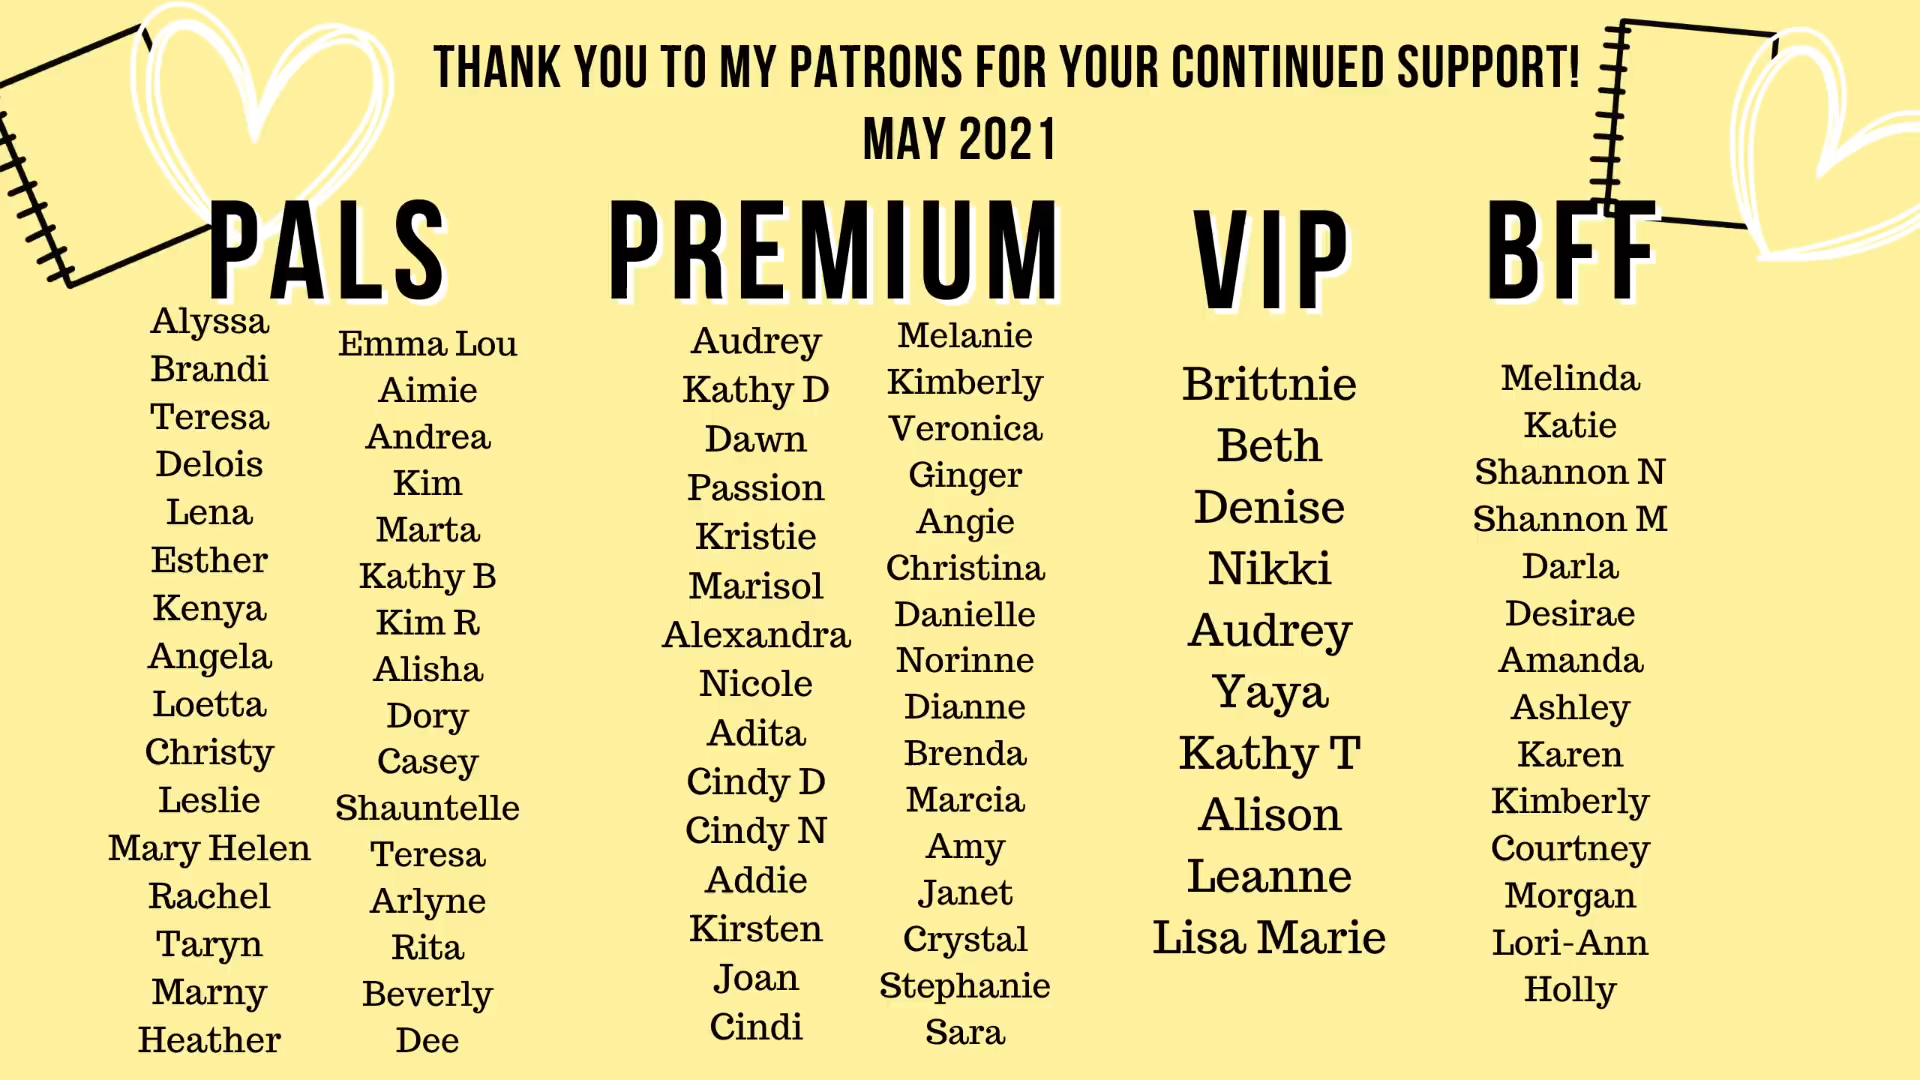 THANK YOU TO MY PATRONS FOR YOUR CONTINUED SUPPORT!
MAY 2021
PALS
Alyssa
Brandi
Teresa
Delois
Lena
Esther
Kenya
Angela
Loetta
Christy
Leslie
Mary Helen
Rachel
Taryn
Marny
Heather
Emma Lou
Aimie
Andrea
Kim
Marta
Kathy B
Kim R
Alisha
Dory
Casey
Shauntelle
Teresa
Arlyne
Rita
Beverly
Dee
PREMIUM
Audrey
Kathy D
Dawn
Passion
Kristie
Marisol
Alexandra
Nicole
Adita
Cindy D
Cindy N
Addie
Kirsten
Joan
Cindi
Melanie
Kimberly
Veronica
Ginger
Angie
Christina
Danielle
Norinne
Dianne
Brenda
Marcia
Amy
Janet
Crystal
Stephanie
Sara
VIP
Brittnie
Beth
Denise
Nikki
Audrey
Yaya
Kathy T
Alison
Leanne
Lisa Marie
BFF
Melinda
Katie
Shannon N
Shannon M
Darla
Desirae
Amanda
Ashley
Karen
Kimberly
Courtney
Morgan
Lori-Ann
Holly